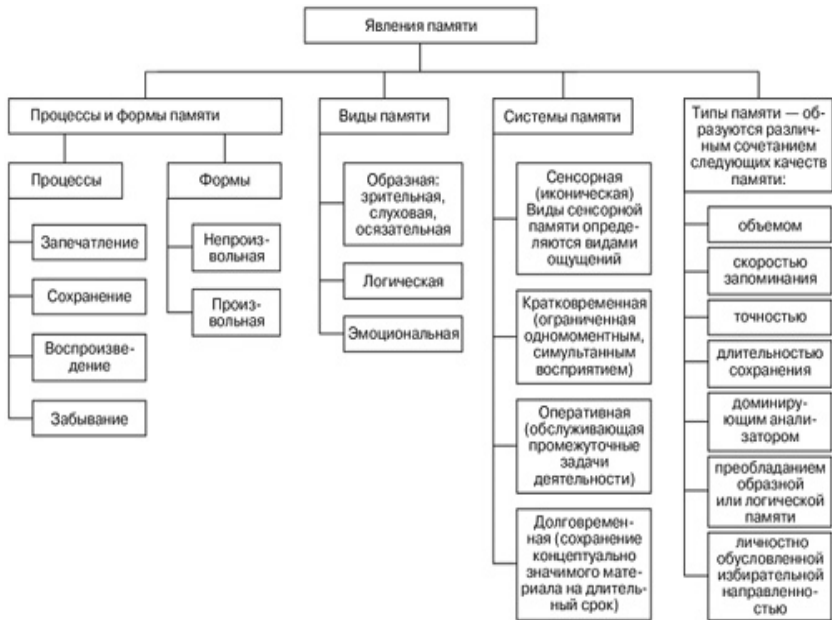 Явления памяти
Процессы и формы памяти
Процессы
Запечатление
Сохранение
Воспроизве-
дение
Забывание
Формы
Непроиз-
вольная
Произ-
вольная
Виды памяти
Образная:
зрительная,
слуховая,
осязательная
Логическая
Эмоциональная
Системы памяти
Сенсорная
(иконическая)
Виды сенсорной
памяти опреде-
ляются видами
ощущений
Кратковременная
(ограниченная
одномоментным,
симультанным
восприятием)
Оперативная
(обслуживающая
промежуточные
задачи
деятельности)
Долговремен-
ная (сохранение
концептуально
значимого мате-
риала на длитель-
ный срок)
Типы памяти — об-
разуются различ-
ным сочетанием
следующих качеств
памяти:
объемом
скоростью
запоминания
точностью
длительностью
сохранения
доминирую-
щим анали-
затором
преобладанием
образной
или логической
памяти
личностно
обусловленной
избирательной
направленно-
стью